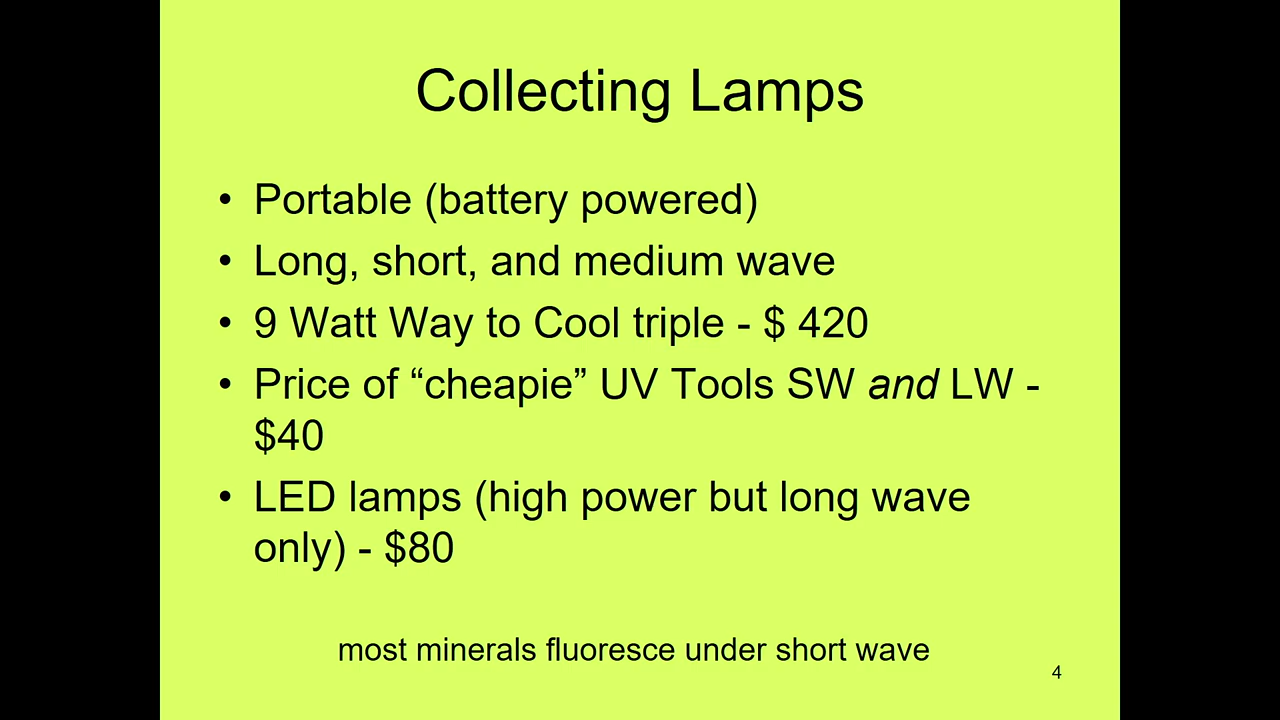 Collecting Lamps
• Portable (battery powered)
• Long, short, and medium wave
• 9 Watt Way to Cool triple - $ 420
• Price of “cheapie” UV Tools SW and LW -
$40
• LED lamps (high power but long wave
only) - $80
most minerals fluoresce under short wave
4